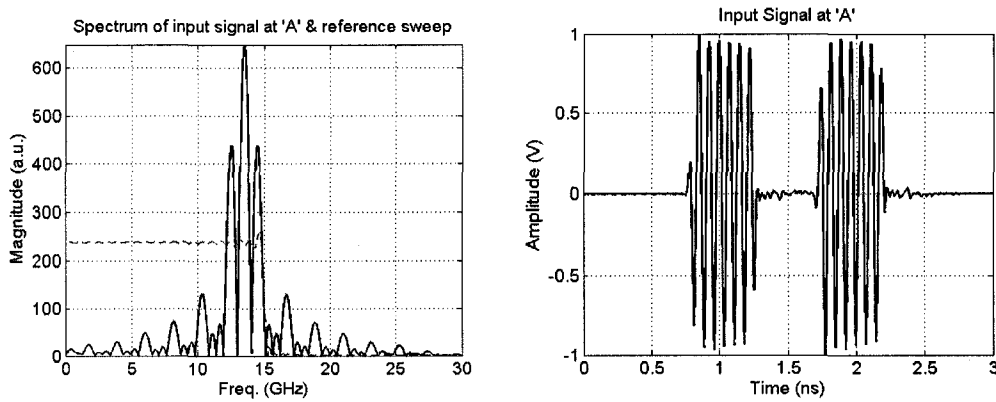 Spectrum of input signal at 'A' & reference sweep
Magnitude (a.u.)
600
500
400
300
200
100
0
0 5 10 15 20 25 30
Freq. (GHz)
Input Signal at 'A'
Amplitude (V)
1
0.5
0
-0.5
-1
0 0.5 1 1.5 2 2.5 3
Time (ns)